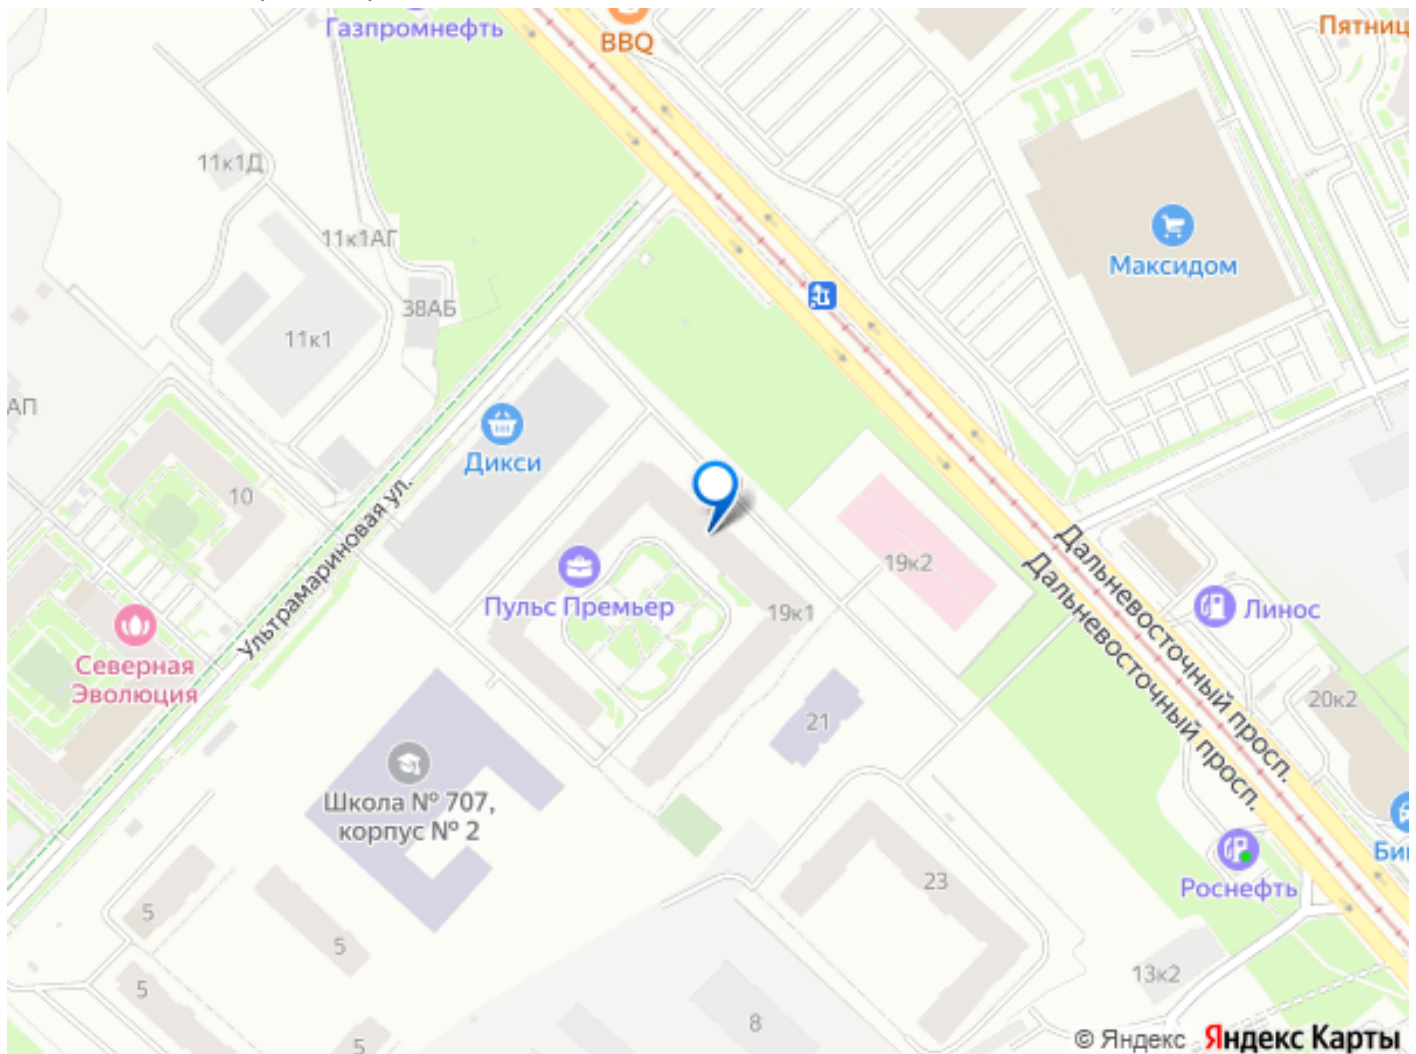 Газпромнефть
BBQ
11к1Д
11к1АГ
38АБ
11к1
Максидом
АП
Дикси
10
Ультрамариновая ул.
Пульс Премьер
19к1
19к2
Дальневосточный просп.
Дальневосточный просп.
Линос
Северная
Эволюция
21
20к2
Школа № 707,
корпус № 2
Роснефть
23
5
5
5
5
8
13к2
© Яндекс Яндекс Карты